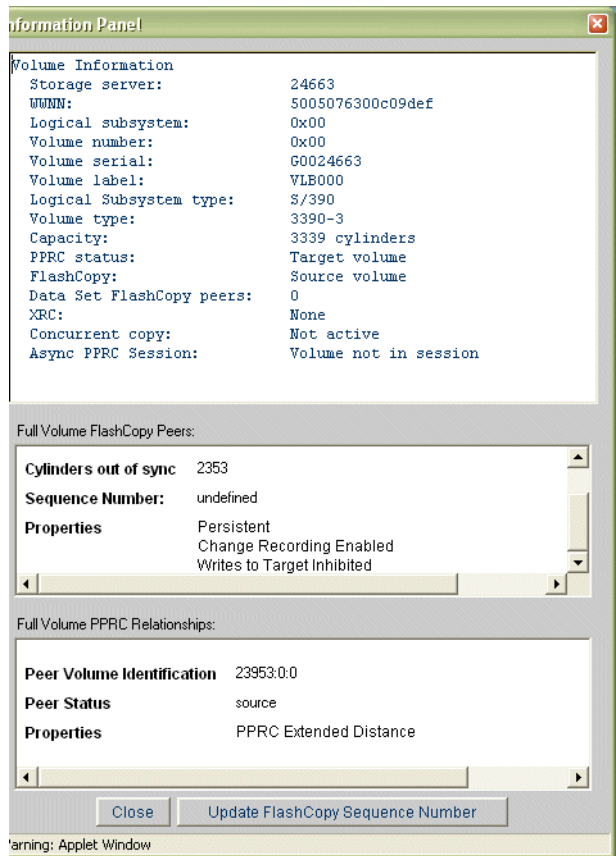 nformation Panel
Volume Information
Storage server: 24663
WWNN: 5005076300c09def
Logical subsystem: 0x00
Volume number: 0x00
Volume serial: G0024663
Volume label: VLB000
Logical Subsystem type: S/390
Volume type: 3390-3
Capacity: 3339 cylinders
PPRC status: Target volume
FlashCopy: Source volume
Data Set FlashCopy peers: 0
XRC: None
Concurrent copy: Not active
Async PPRC Session: Volume not in session
Full Volume FlashCopy Peers:
Cylinders out of sync 2353
Sequence Number: undefined
Properties Persistent
Change Recording Enabled
Writes to Target Inhibited
Full Volume PPRC Relationships:
Peer Volume Identification 23953:0:0
Peer Status source
Properties PPRC Extended Distance
Close Update FlashCopy Sequence Number
arning: Applet Window